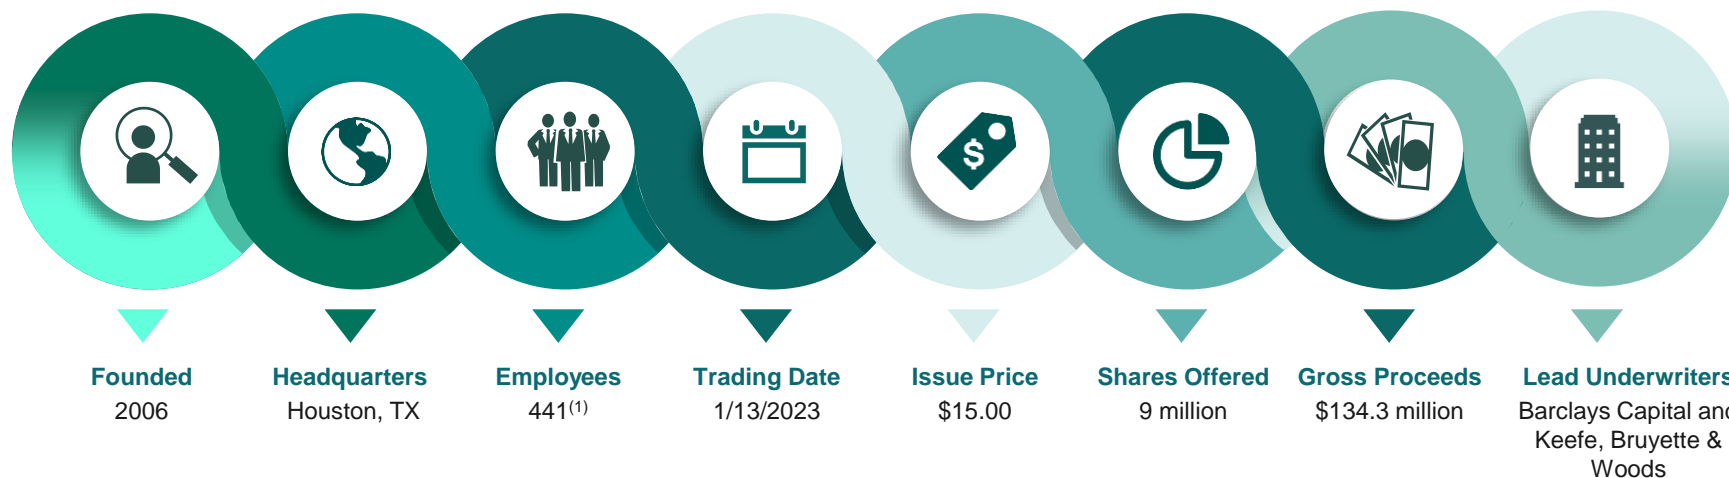 Founded
2006
Headquarters
Houston, TX
Employees
441(1)
Trading Date
1/13/2023
Issue Price
$15.00
Shares Offered
9 million
Gross Proceeds
$134.3 million
Lead Underwriters
Barclays Capital and
Keefe, Bruyette &
Woods
$